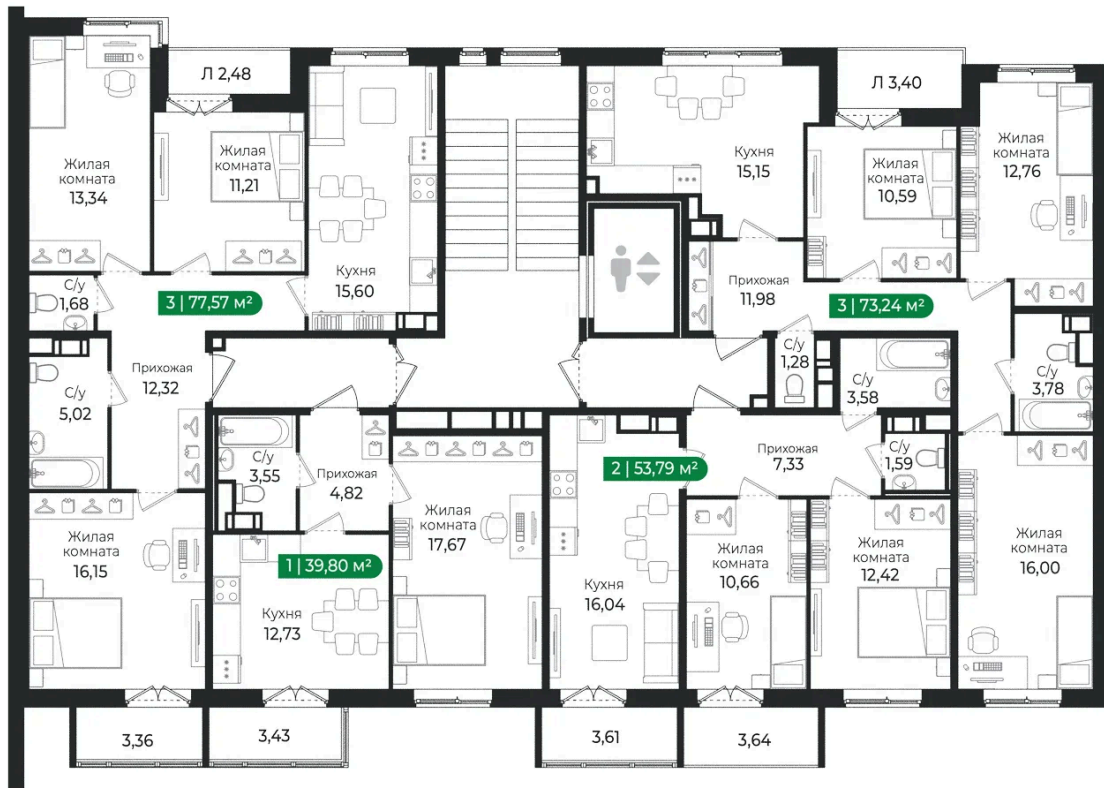 Л 2,48
Л 3,40
Жилая
комната
13,34
Жилая
комната
11,21
Кухня
15,60
Кухня
15,15
Жилая
комната
10,59
Жилая
комната
12,76
С/у
1,68
3 | 77,57 м²
Прихожая
11,98
3 | 73,24 м²
Прихожая
12,32
С/у
5,02
С/у
1,28
С/у
3,58
С/у
3,78
С/у
3,55
Прихожая
4,82
2 | 53,79 м²
Прихожая
7,33
С/у
1,59
Жилая
комната
16,15
1 | 39,80 м²
Кухня
12,73
Жилая
комната
17,67
Кухня
16,04
Жилая
комната
10,66
Жилая
комната
12,42
Жилая
комната
16,00
3,36
3,43
3,61
3,64